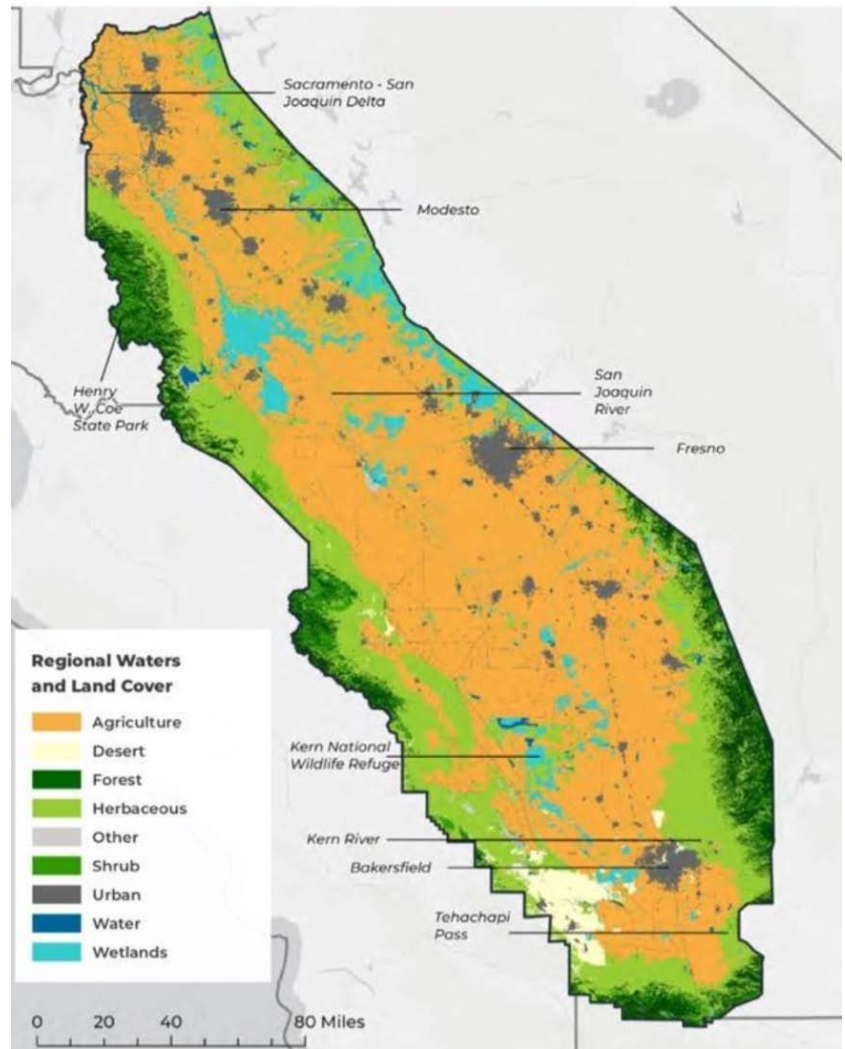 Sacramento - San
Joaquin Delta
Modesto
San
Joaquin
River
Henry
W. Coe
State Park
Fresno
Regional Waters
and Land Cover
Agriculture
Desert
Forest
Herbaceous
Other
Shrub
Urban
Water
Wetlands
Kern National
Wildlife Refuge
Kern River
Bakersfield
Tehachapi
Pass
0 20 40 80 Miles